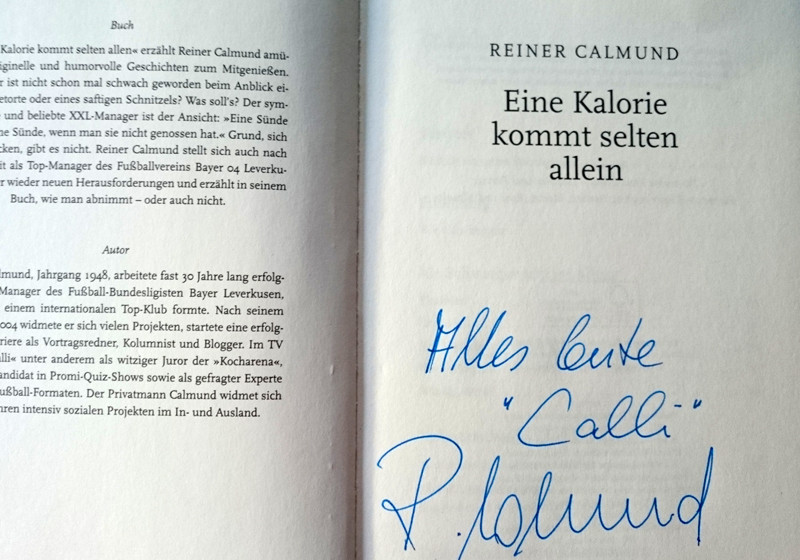 Buch
Kalorie kommt selten allen« erzählt Reiner Calmund amü-
iginelle und humorvolle Geschichten zum Mitgenießen.
r ist nicht schon mal schwach geworden beim Anblick ei-
etorte oder eines saftigen Schnitzels? Was soll's? Der sym-
und beliebte XXL-Manager ist der Ansicht: »Eine Sünde
ne Sünde, wenn man sie nicht genossen hat.« Grund, sich
cken, gibt es nicht. Reiner Calmund stellt sich auch nach
it als Top-Manager des Fußballvereins Bayer 04 Leverku-
r wieder neuen Herausforderungen und erzählt in seinem
Buch, wie man abnimmt – oder auch nicht.
Autor
lmund, Jahrgang 1948, arbeitete fast 30 Jahre lang erfolg-
Manager des Fußball-Bundesligisten Bayer Leverkusen,
einem internationalen Top-Klub formte. Nach seinem
004 widmete er sich vielen Projekten, startete eine erfolg-
rriere als Vortragsredner, Kolumnist und Blogger. Im TV
lli« unter anderem als witziger Juror der »Kocharena«,
andidat in Promi-Quiz-Shows sowie als gefragter Experte
ußball-Formaten. Der Privatmann Calmund widmet sich
hren intensiv sozialen Projekten im In- und Ausland.
REINER CALMUND
Eine Kalorie
kommt selten
allein
Alles Gute
"Calli"
R. Calmund